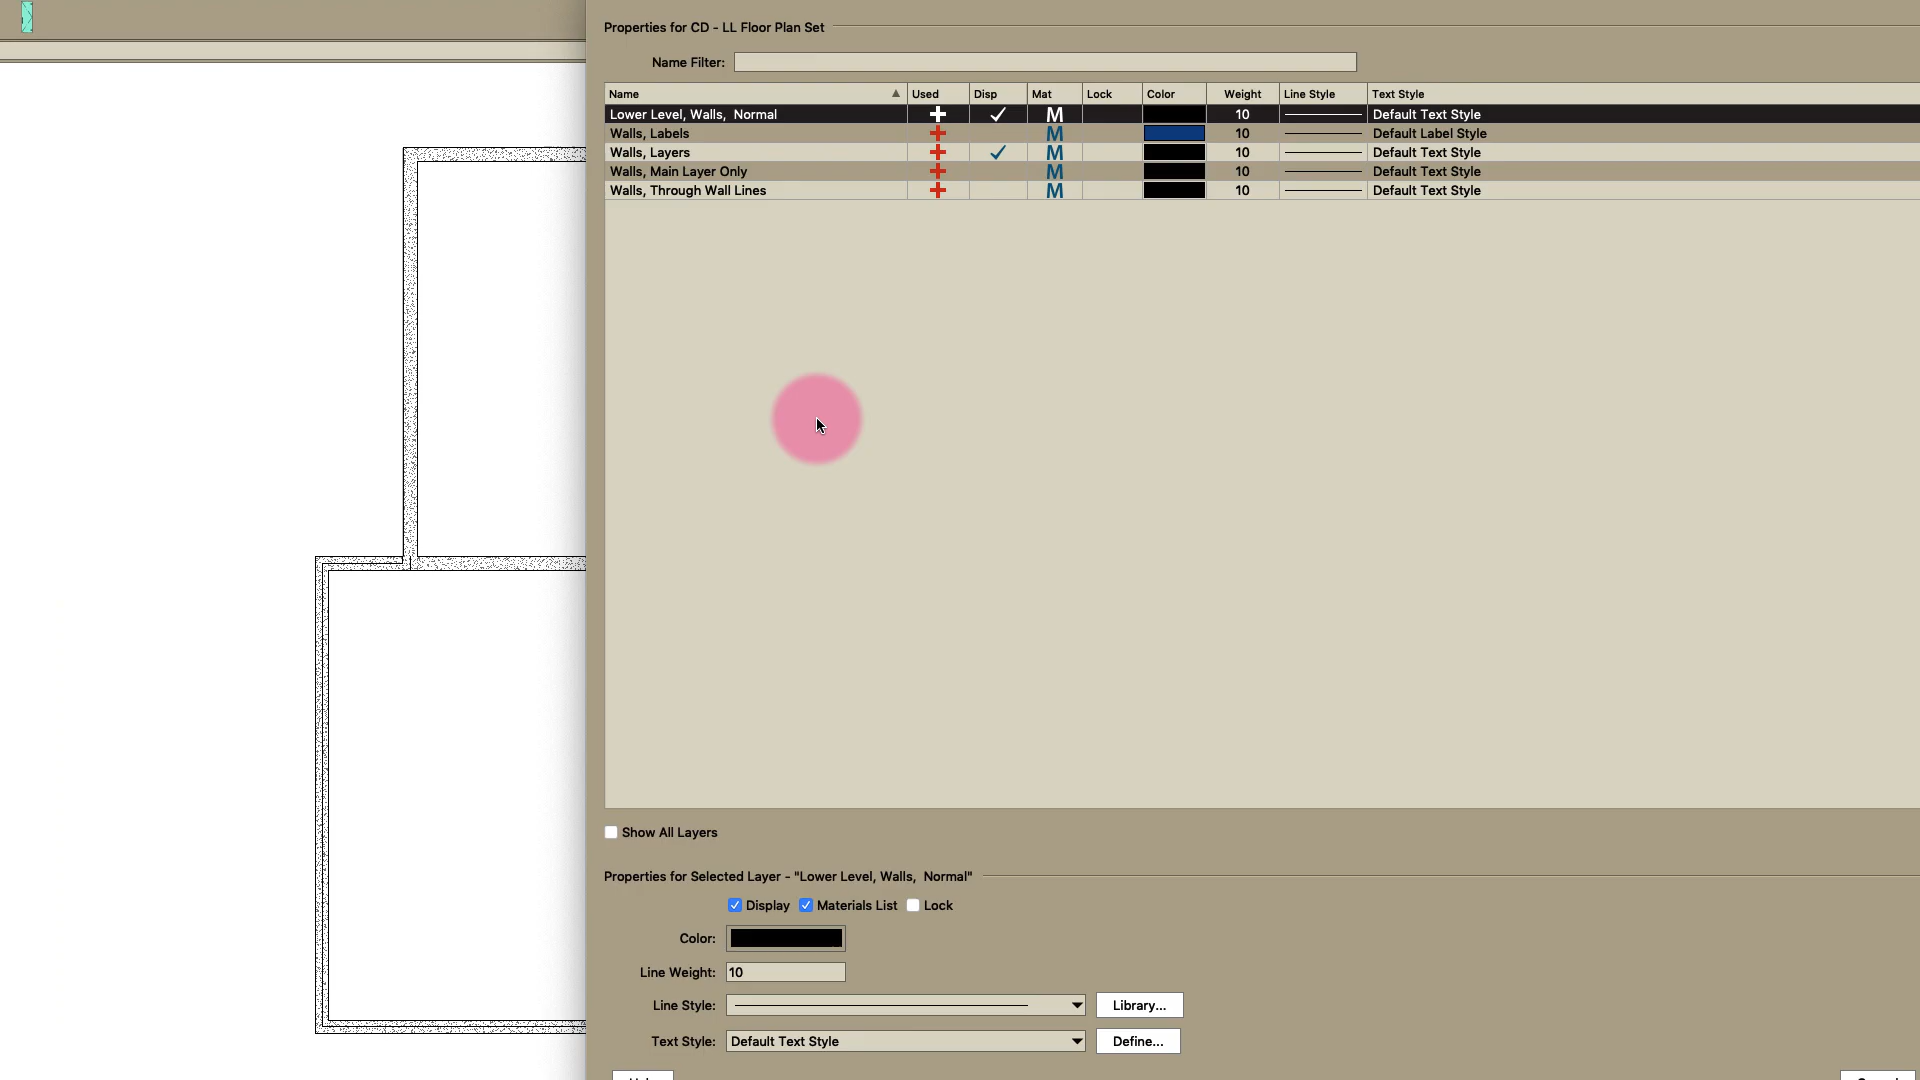 Properties for CD - LL Floor Plan Set
Name Filter:
Name Used Disp Mat Lock Color Weight Line Style Text Style
Lower Level, Walls, Normal M 10 Default Text Style
Walls, Labels M 10 Default Label Style
Walls, Layers M 10 Default Text Style
Walls, Main Layer Only M 10 Default Text Style
Walls, Through Wall Lines M 10 Default Text Style
Show All Layers
Properties for Selected Layer - "Lower Level, Walls, Normal"
Display Materials List Lock
Color:
Line Weight: 10
Line Style: Library...
Text Style: Default Text Style Define...